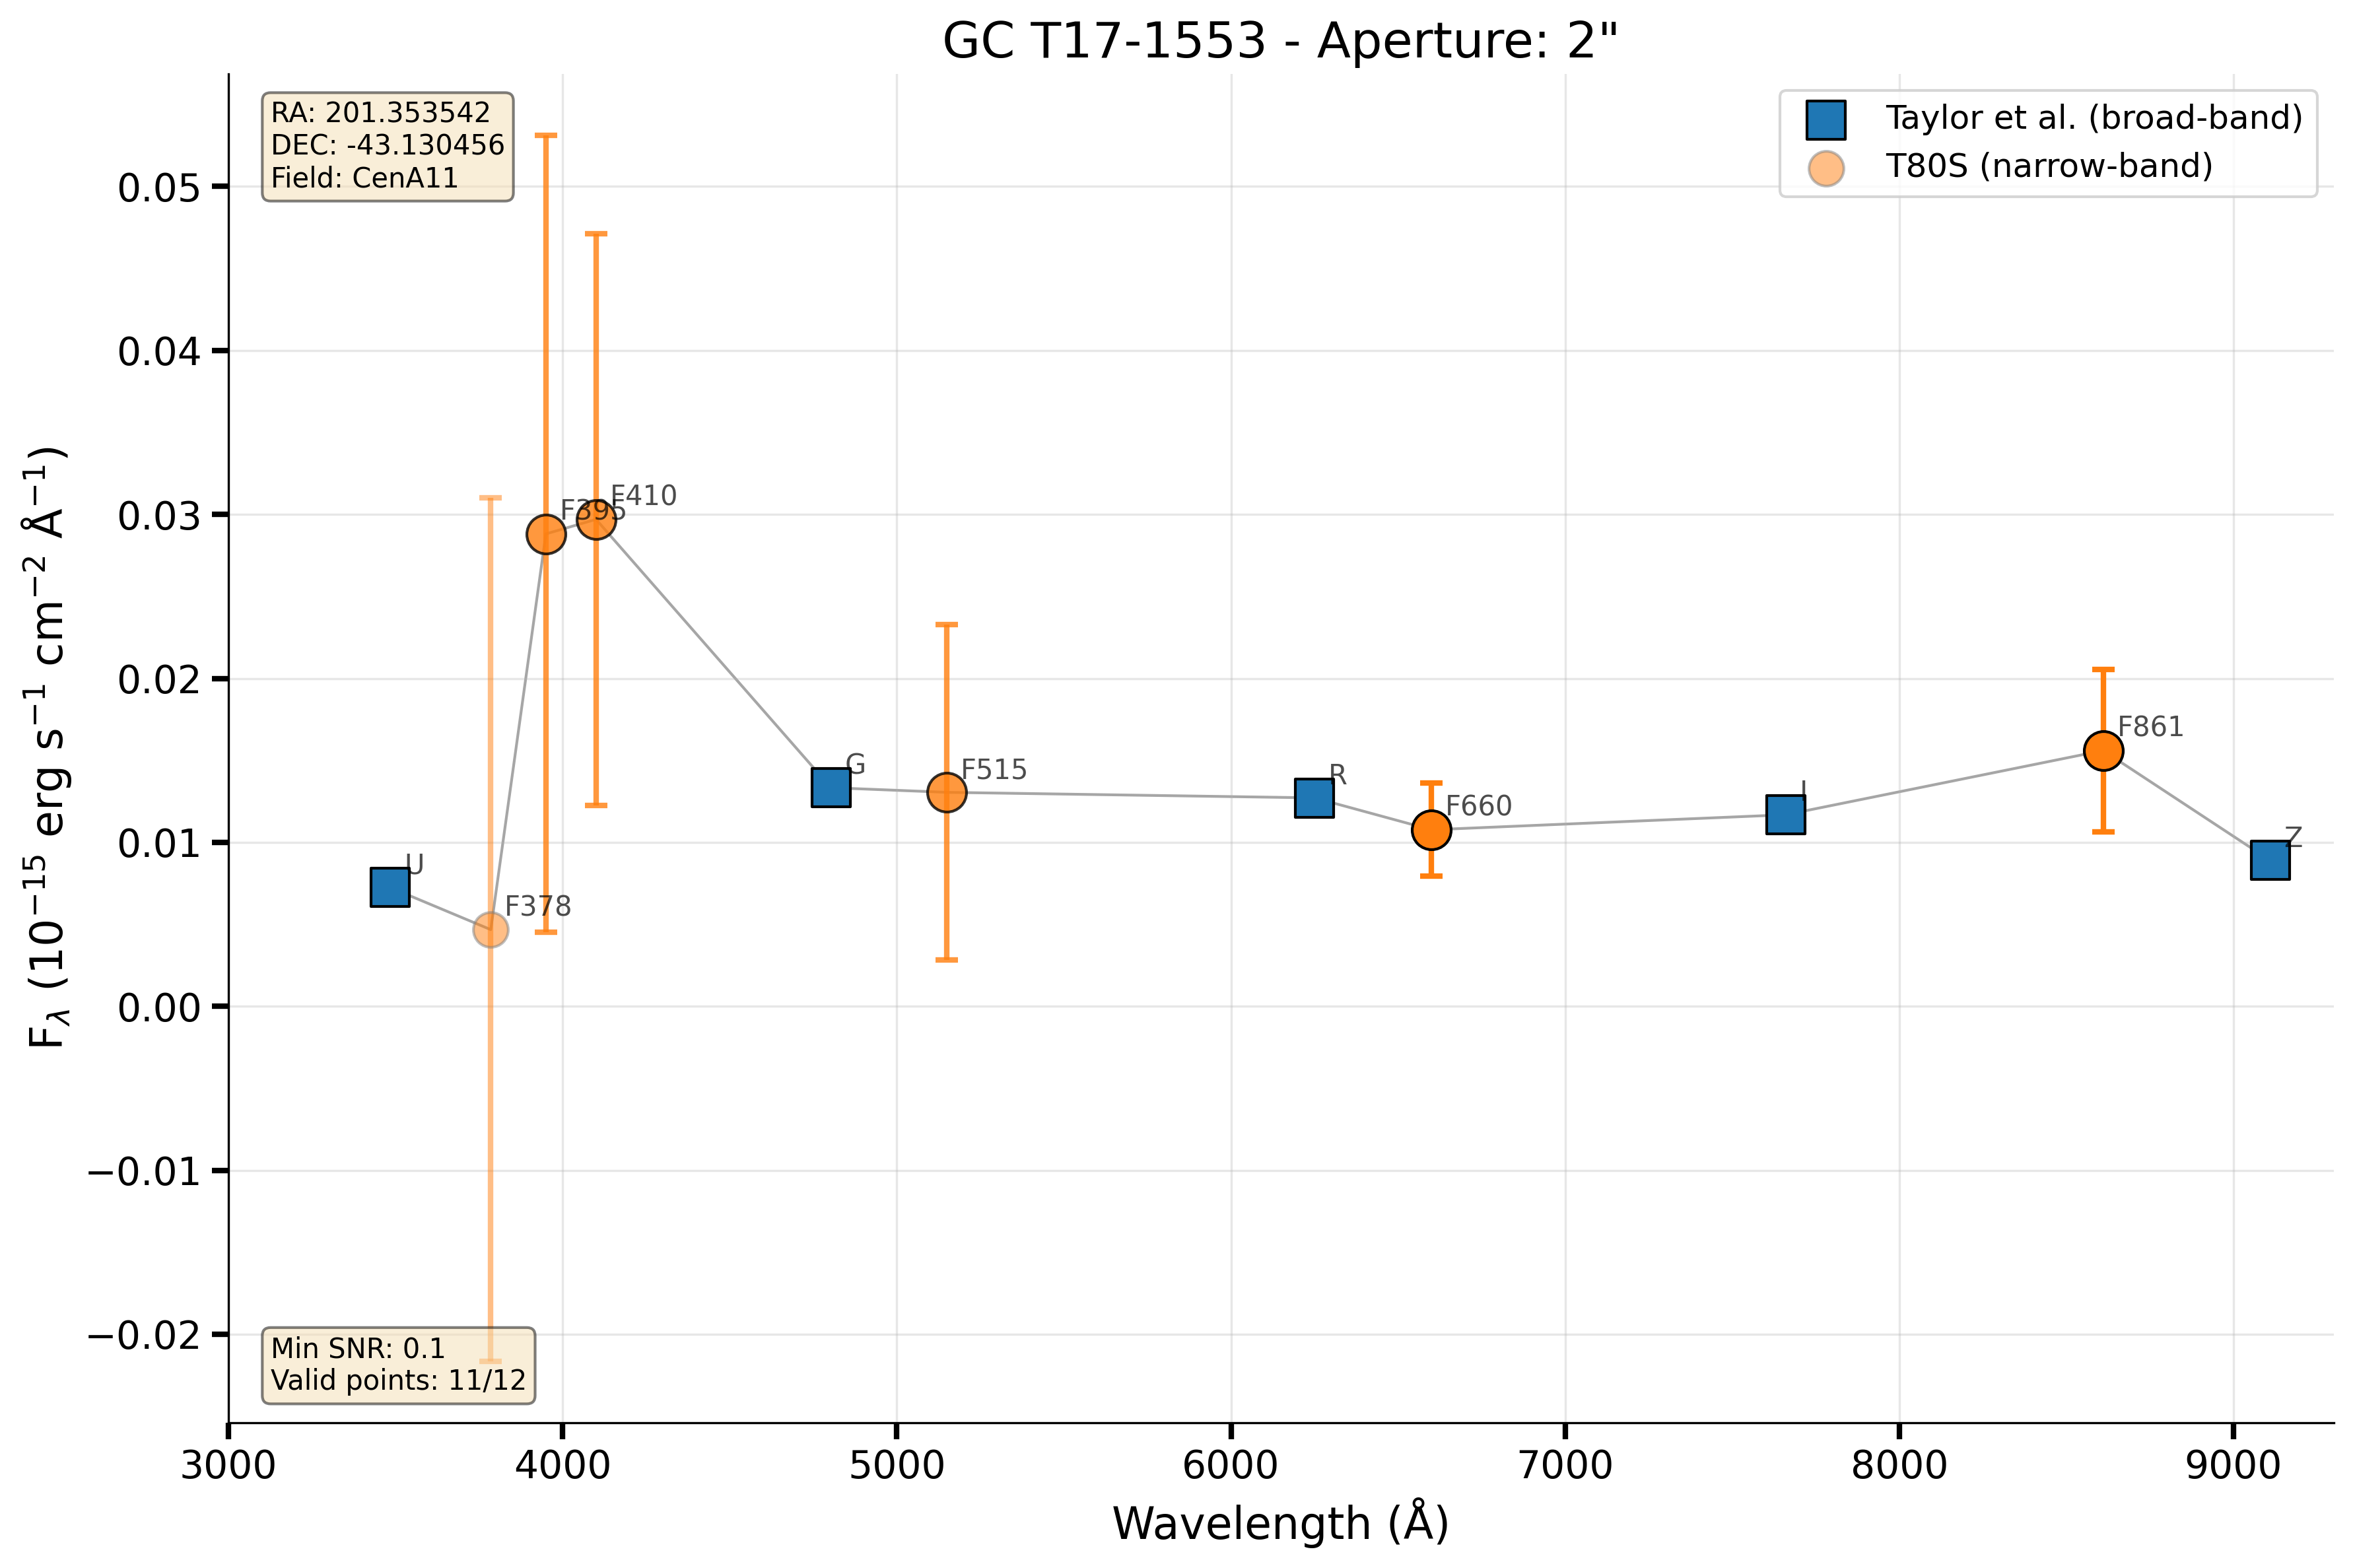 GC T17-1553 - Aperture: 2"
RA: 201.353542
DEC: -43.130456
Field: CenA11
Taylor et al. (broad-band)
T80S (narrow-band)
0.05
0.04
0.03
0.02
0.01
0.00
−0.01
−0.02
F$_λ$ (10$^{−15}$ erg s$^{−1}$ cm$^{−2}$ Å$^{−1}$)
U
F378
F395
F410
G
F515
R
F660
I
F861
Z
Min SNR: 0.1
Valid points: 11/12
3000 4000 5000 6000 7000 8000 9000
Wavelength (Å)